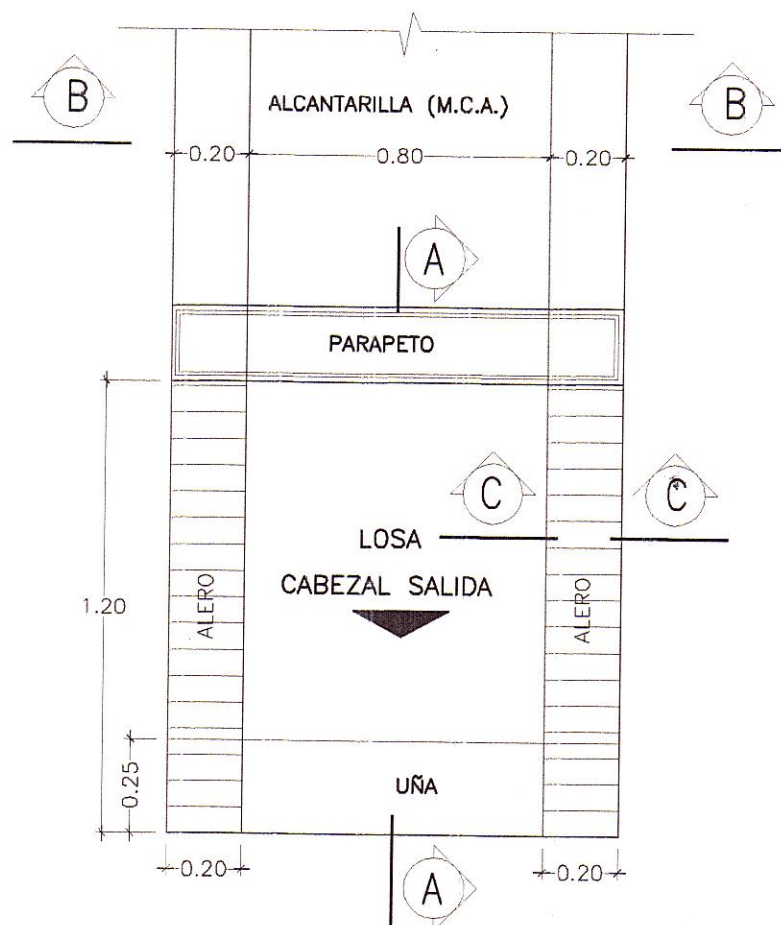 B
B
ALCANTARILLA (M.C.A.)
0.20
0.80
0.20
A
PARAPETO
C
C
LOSA
CABEZAL SALIDA
ALERO
ALERO
1.20
0.25
UÑA
0.20
A
0.20